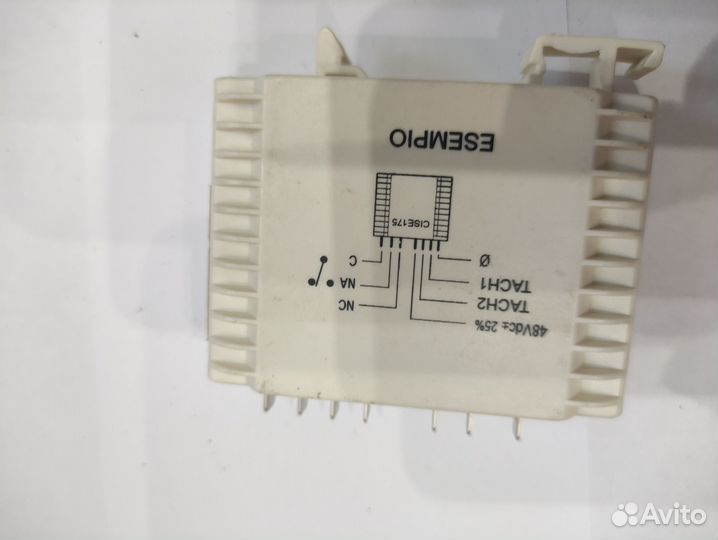 48Vdc± 25%
TACH2
TACH1
Ø
NC
NA
C
CISE175
ESEMPIO
Avito